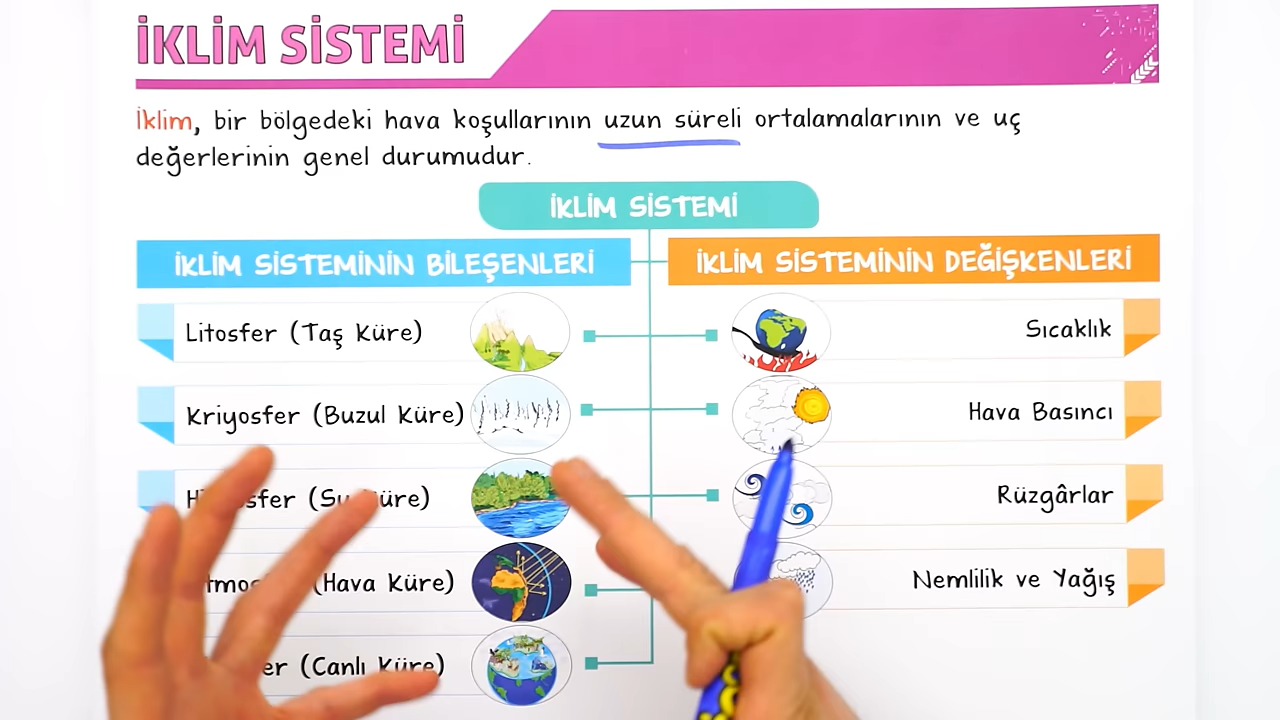 İKLİM SİSTEMİ
İklim, bir bölgedeki hava koşullarının uzun süreli ortalamalarının ve uç
değerlerinin genel durumudur.
İKLİM SİSTEMİ
İKLİM SİSTEMİNİN BİLEŞENLERİ
Litosfer (Taş Küre)
Kriyosfer (Buzul Küre)
(Hava Küre)
(Canlı Küre)
İKLİM SİSTEMİNİN DEĞİŞKENLERİ
Sıcaklık
Hava Basıncı
Rüzgârlar
Nemlilik ve Yağış